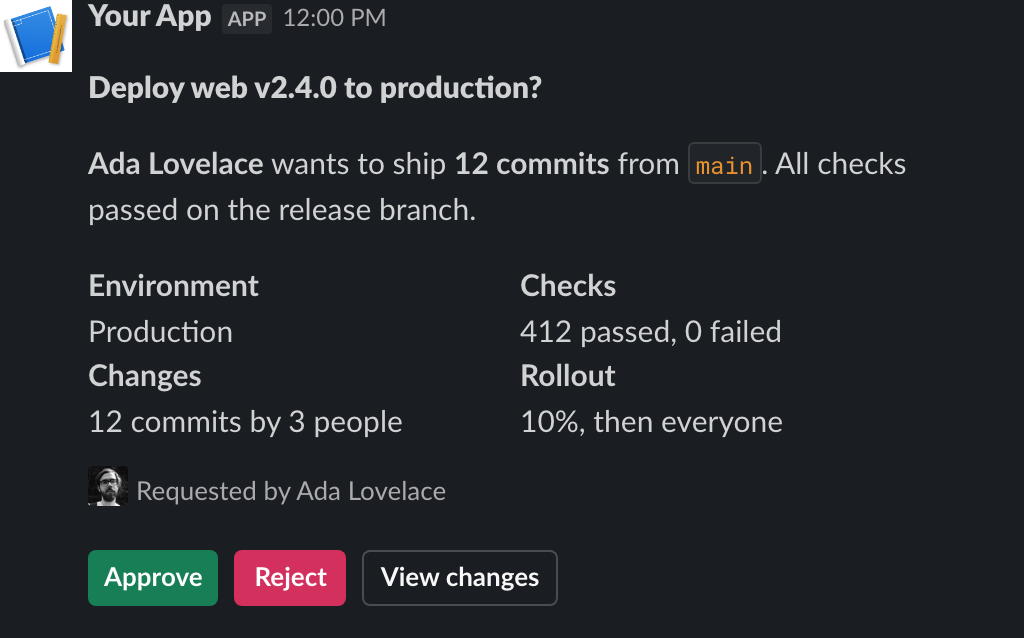 Your App APP 12:00 PM
Deploy web v2.4.0 to production?
Ada Lovelace wants to ship 12 commits from main. All checks
passed on the release branch.
Environment Checks
Production 412 passed, 0 failed
Changes Rollout
12 commits by 3 people 10%, then everyone
Requested by Ada Lovelace
Approve Reject View changes